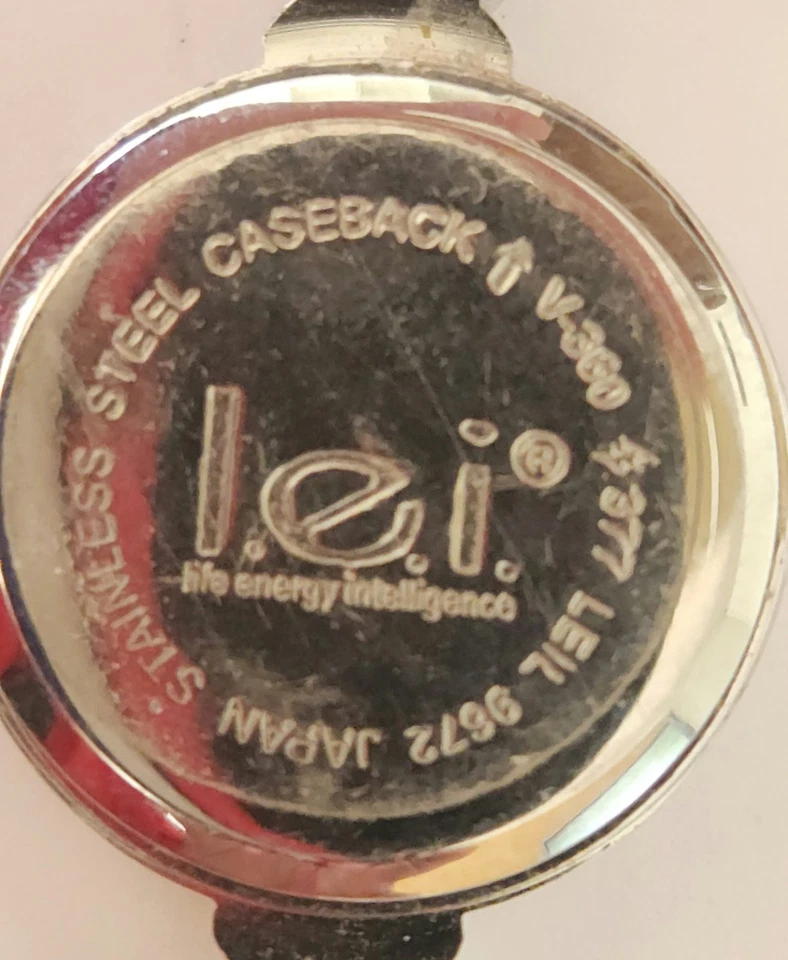 STAINLESS STEEL CASEBACK ⇧ V-360 377 LEIL 9672 JAPAN
l.e.i.®
life energy intelligence